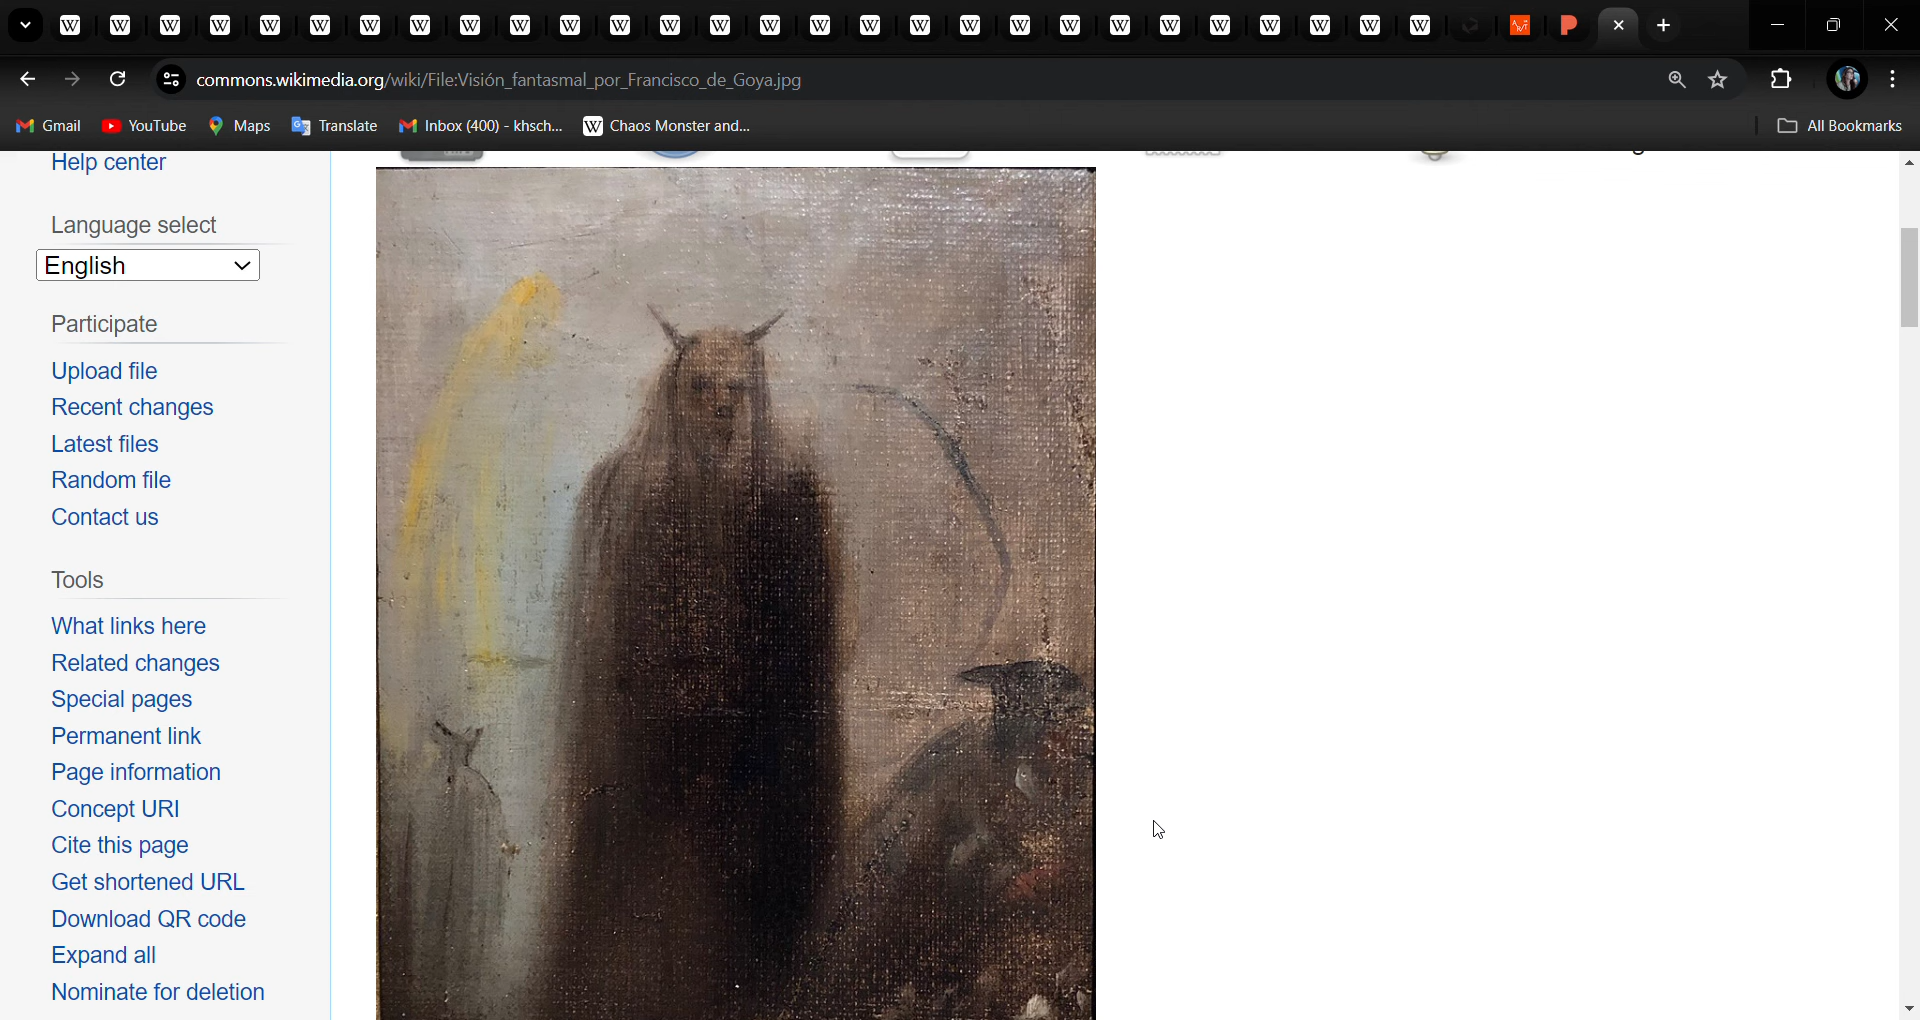 commons.wikimedia.org/wiki/File:Visión_fantasmal_por_Francisco_de_Goya.jpg
Gmail YouTube Maps Translate Inbox (400) - khsch... Chaos Monster and... All Bookmarks
Help center
Language select
English
Participate
Upload file
Recent changes
Latest files
Random file
Contact us
Tools
What links here
Related changes
Special pages
Permanent link
Page information
Concept URI
Cite this page
Get shortened URL
Download QR code
Expand all
Nominate for deletion